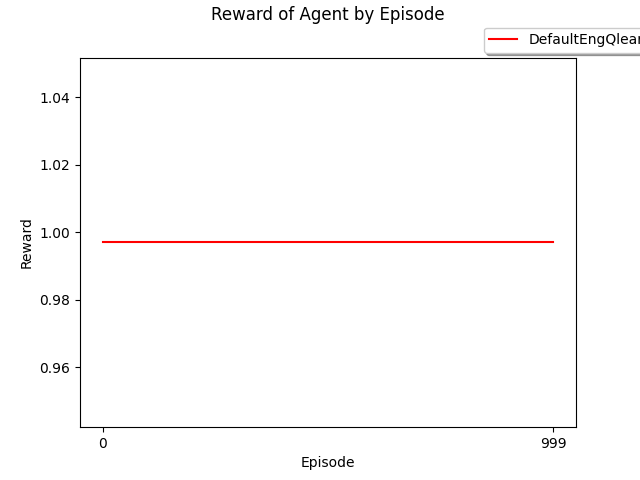 Reward of Agent by Episode
DefaultEngQlear
1.04
1.02
1.00
0.98
0.96
Reward
0
999
Episode